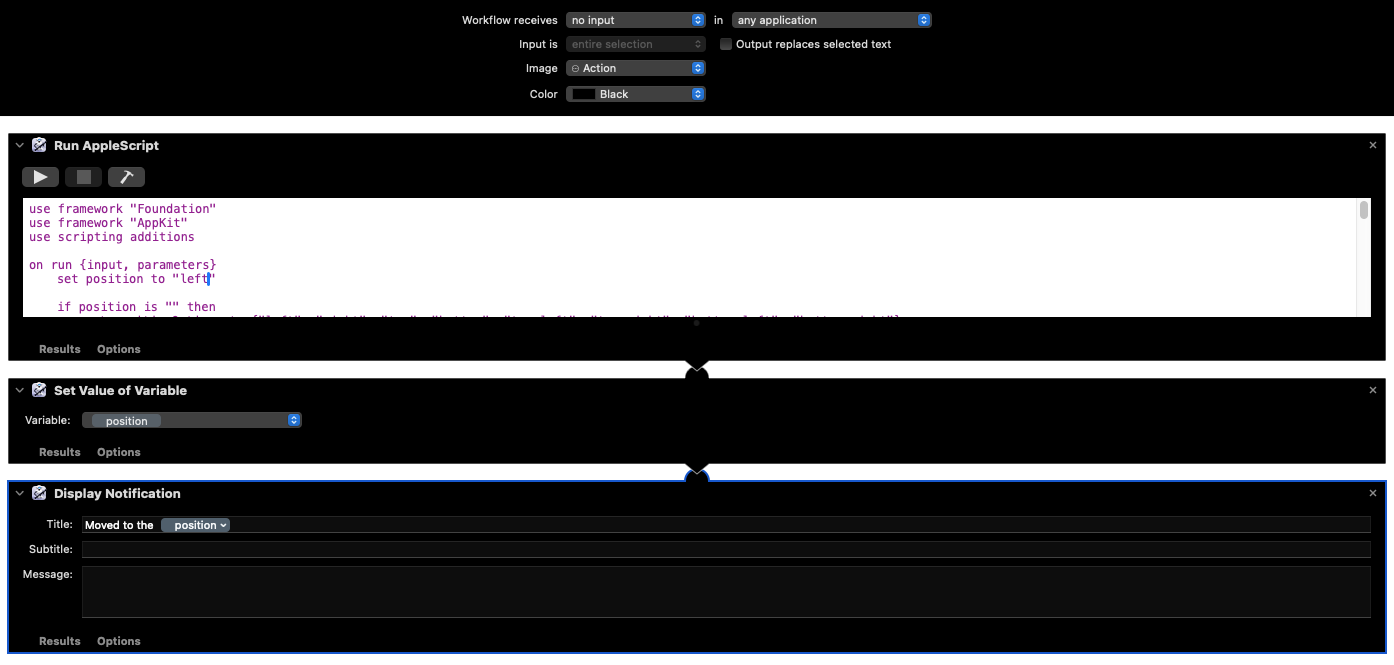 Workflow receives no input in any application
Input is entire selection Output replaces selected text
Image Action
Color Black
Run AppleScript
use framework "Foundation"
use framework "AppKit"
use scripting additions
on run {input, parameters}
set position to "left"
if position is "" then
Results Options
Set Value of Variable
Variable: position
Results Options
Display Notification
Title: Moved to the position
Subtitle:
Message:
Results Options